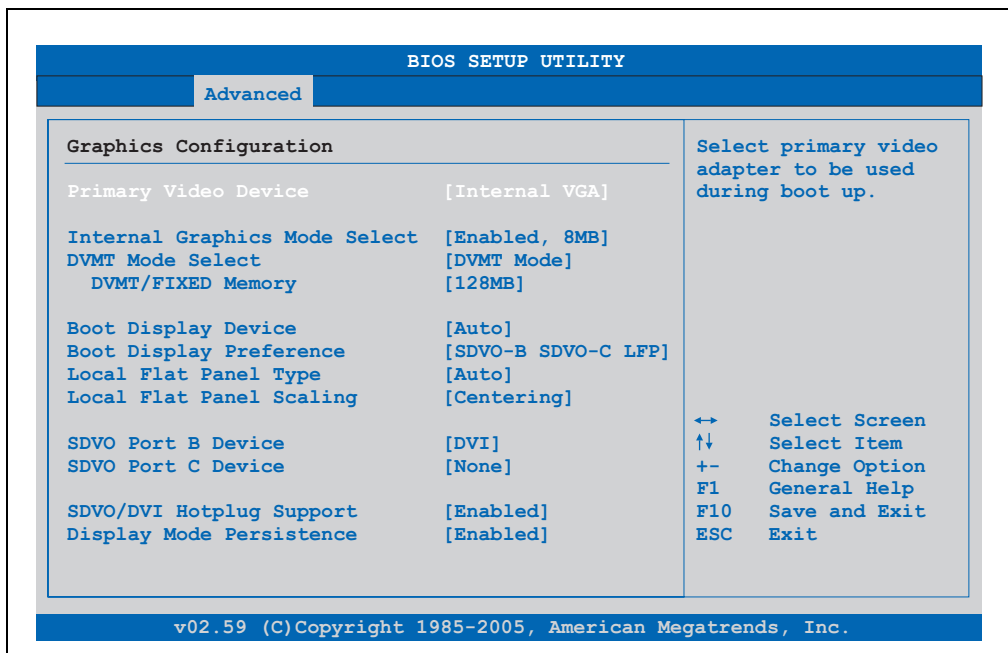 BIOS SETUP UTILITY
Advanced
Graphics Configuration
Primary Video Device [Internal VGA]
Internal Graphics Mode Select [Enabled, 8MB]
DVMT Mode Select [DVMT Mode]
DVMT/FIXED Memory [128MB]
Boot Display Device [Auto]
Boot Display Preference [SDVO-B SDVO-C LFP]
Local Flat Panel Type [Auto]
Local Flat Panel Scaling [Centering]
SDVO Port B Device [DVI]
SDVO Port C Device [None]
SDVO/DVI Hotplug Support [Enabled]
Display Mode Persistence [Enabled]
Select primary video
adapter to be used
during boot up.
↔ Select Screen
↑↓ Select Item
+- Change Option
F1 General Help
F10 Save and Exit
ESC Exit
v02.59 (C)Copyright 1985-2005, American Megatrends, Inc.